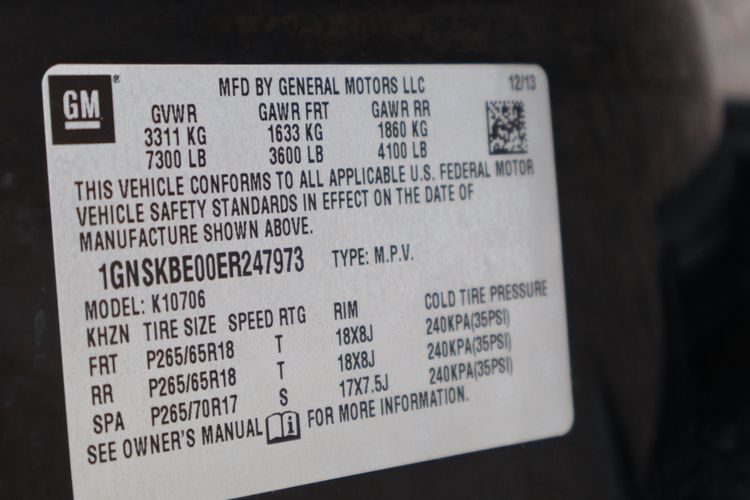 GM® MFD BY GENERAL MOTORS LLC 12/13
GVWR GAWR FRT GAWR RR
3311 KG 1633 KG 1860 KG
7300 LB 3600 LB 4100 LB
THIS VEHICLE CONFORMS TO ALL APPLICABLE U.S. FEDERAL MOTOR
VEHICLE SAFETY STANDARDS IN EFFECT ON THE DATE OF
MANUFACTURE SHOWN ABOVE.
1GNSKBE00ER247973 TYPE: M.P.V.
MODEL: K10706
KHZN TIRE SIZE SPEED RTG RIM COLD TIRE PRESSURE
FRT P265/65R18 T 18X8J 240KPA(35PSI)
RR P265/65R18 T 18X8J 240KPA(35PSI)
SPA P265/70R17 S 17X7.5J 240KPA(35PSI)
SEE OWNER'S MANUAL i FOR MORE INFORMATION.